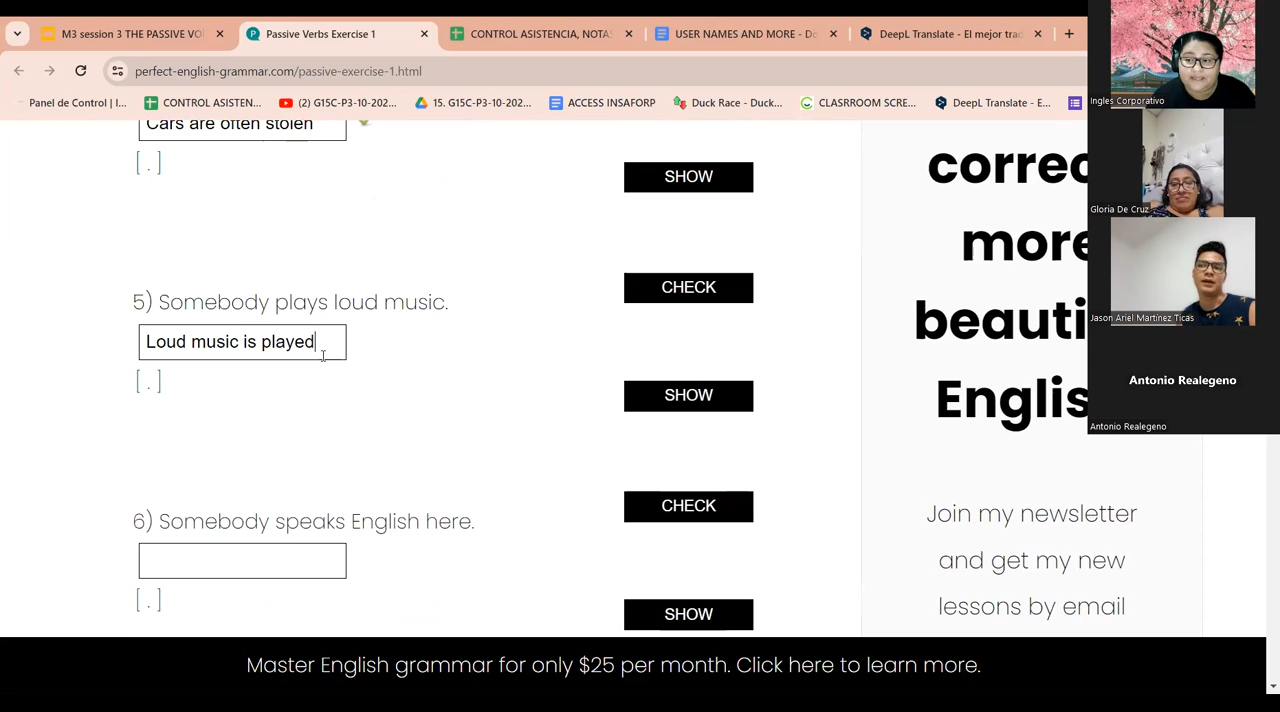 M3 session 3 THE PASSIVE VO
Passive Verbs Exercise 1
CONTROL ASISTENCIA, NOTAS
USER NAMES AND MORE - Do
DeepL Translate - El mejor trad
perfect-english-grammar.com/passive-exercise-1.html
Panel de Control | I...
CONTROL ASISTEN...
(2) G15C-P3-10-202...
15. G15C-P3-10-202...
ACCESS INSAFORP
Duck Race - Duck...
CLASRROOM SCRE...
DeepL Translate - E...
Cars are often stolen
[ . ]
SHOW
5) Somebody plays loud music.
CHECK
Loud music is played
[ . ]
SHOW
6) Somebody speaks English here.
CHECK
[ . ]
SHOW
correc
more
beauti
Englis
Join my newsletter
and get my new
lessons by email
Master English grammar for only $25 per month. Click here to learn more.
Ingles Corporativo
Gloria De Cruz
Jason Ariel Martínez Ticas
Antonio Realegeno
Antonio Realegeno